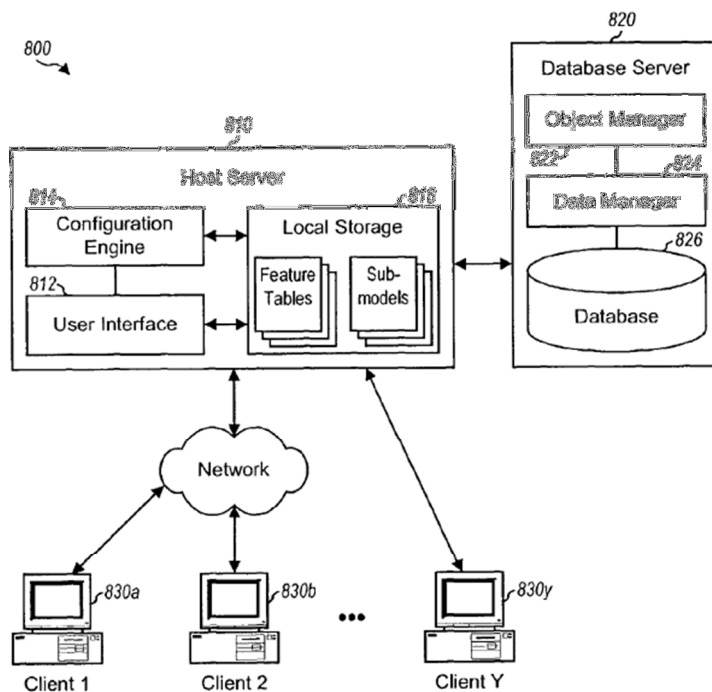 800
820
Database Server
Object Manager
822
824
Data Manager
826
Database
810
Host Server
814
816
Configuration
Engine
Local Storage
812
Feature
Tables
Sub-
models
User Interface
Network
830a
830b
•••
830y
Client 1
Client 2
Client Y